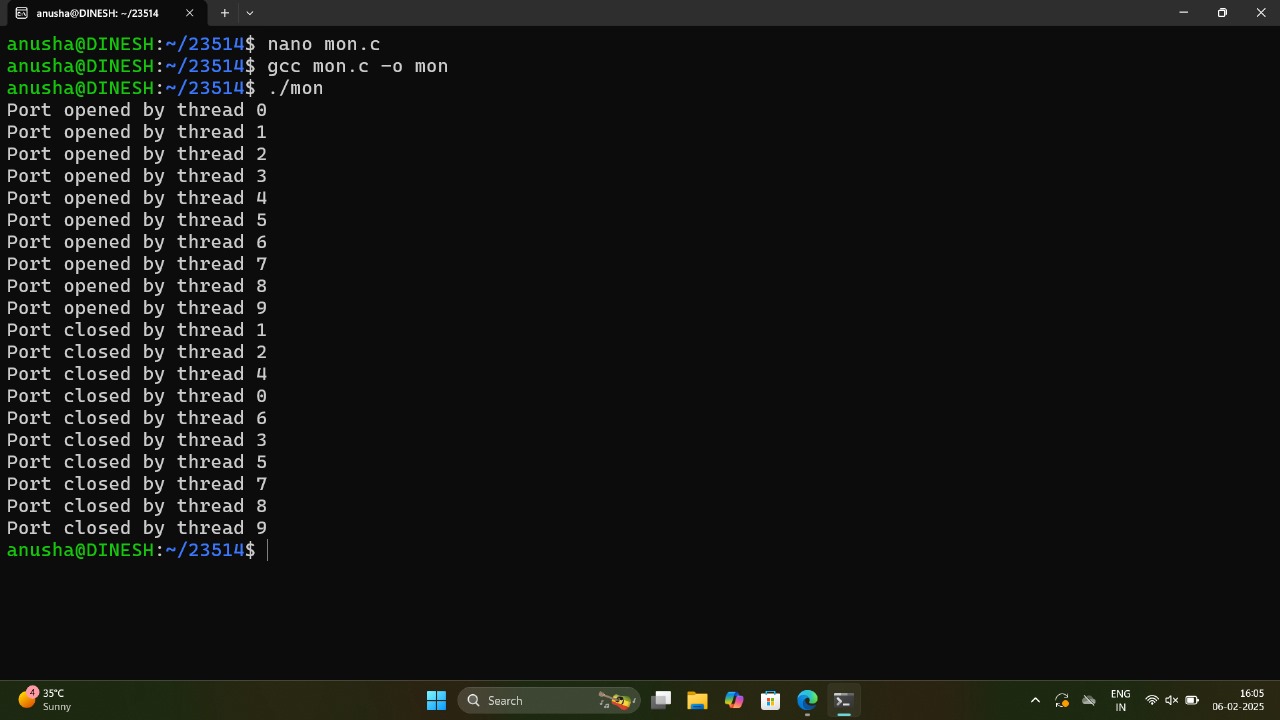 anusha@DINESH: ~/23514
anusha@DINESH:~/23514$ nano mon.c
anusha@DINESH:~/23514$ gcc mon.c -o mon
anusha@DINESH:~/23514$ ./mon
Port opened by thread 0
Port opened by thread 1
Port opened by thread 2
Port opened by thread 3
Port opened by thread 4
Port opened by thread 5
Port opened by thread 6
Port opened by thread 7
Port opened by thread 8
Port opened by thread 9
Port closed by thread 1
Port closed by thread 2
Port closed by thread 4
Port closed by thread 0
Port closed by thread 6
Port closed by thread 3
Port closed by thread 5
Port closed by thread 7
Port closed by thread 8
Port closed by thread 9
anusha@DINESH:~/23514$
4
35°C
Sunny
Search
ENG
IN
16:05
06-02-2025